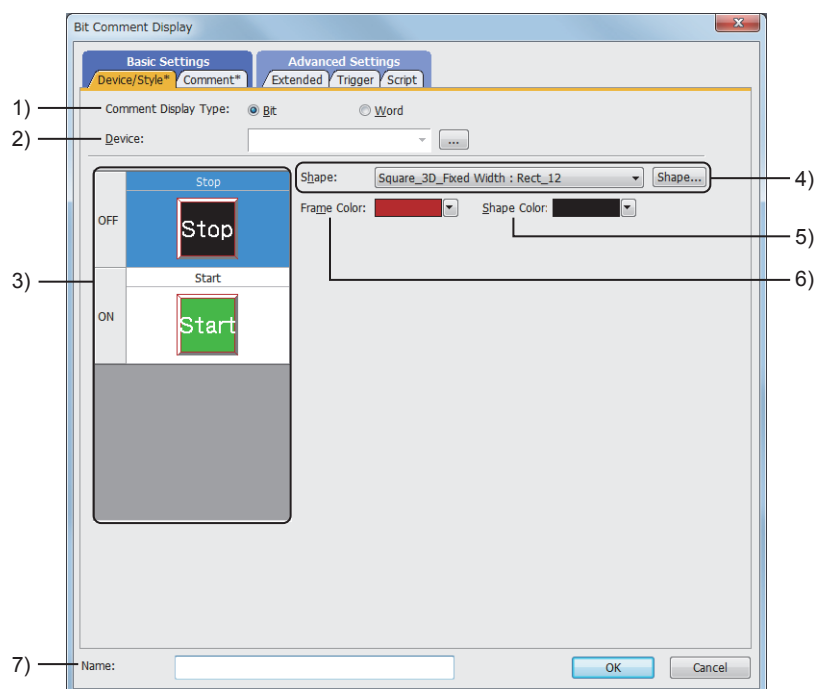 Bit Comment Display
Basic Settings Advanced Settings
Device/Style* Comment* Extended Trigger Script
1) Comment Display Type: Bit Word
2) Device: ...
Stop
Shape: Square_3D_Fixed Width : Rect_12 Shape... 4)
OFF Stop
Frame Color: Shape Color:
5)
3) Start 6)
ON Start
7) Name: OK Cancel